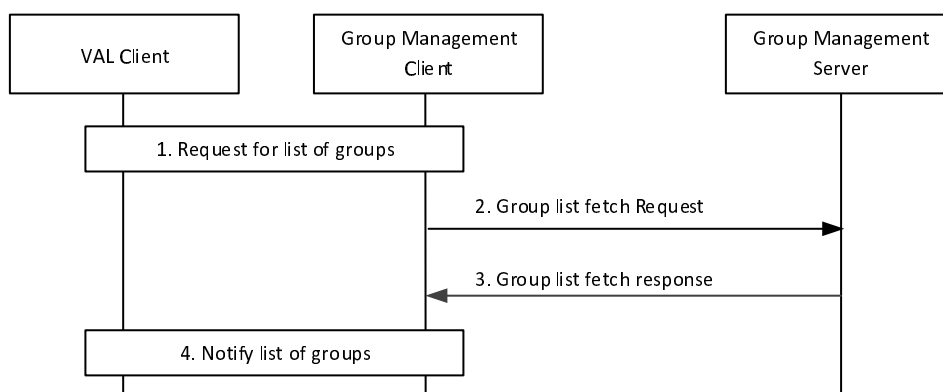 VAL Client
Group Management
Client
Group Management
Server
1. Request for list of groups
2. Group list fetch Request
3. Group list fetch response
4. Notify list of groups